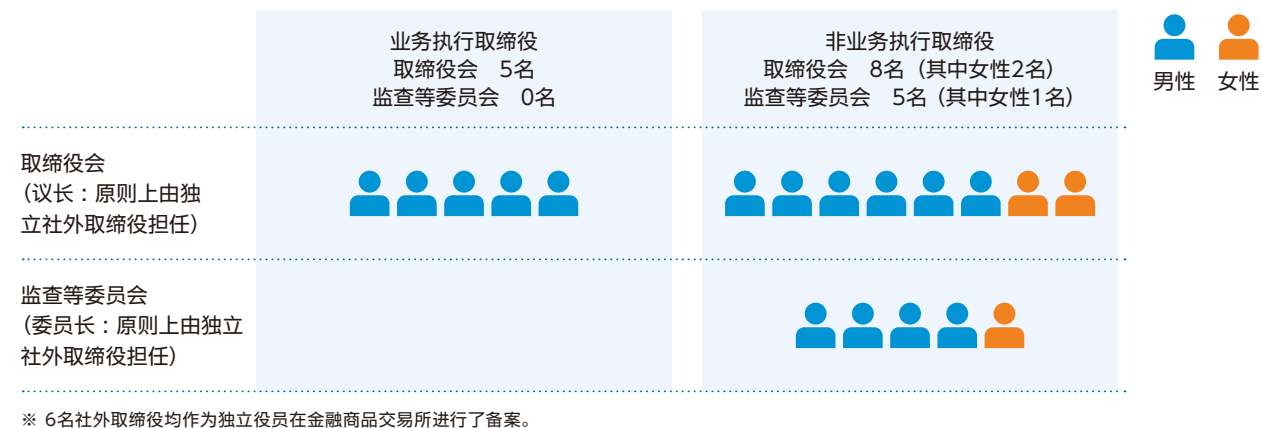 业务执行取缔役
取缔役会　5名
监查等委员会　0名
非业务执行取缔役
取缔役会　8名（其中女性2名）
监查等委员会　5名（其中女性1名）
男性
女性
取缔役会
（议长：原则上由独
立社外取缔役担任）
监查等委员会
（委员长：原则上由独立
社外取缔役担任）
※ 6名社外取缔役均作为独立役员在金融商品交易所进行了备案。